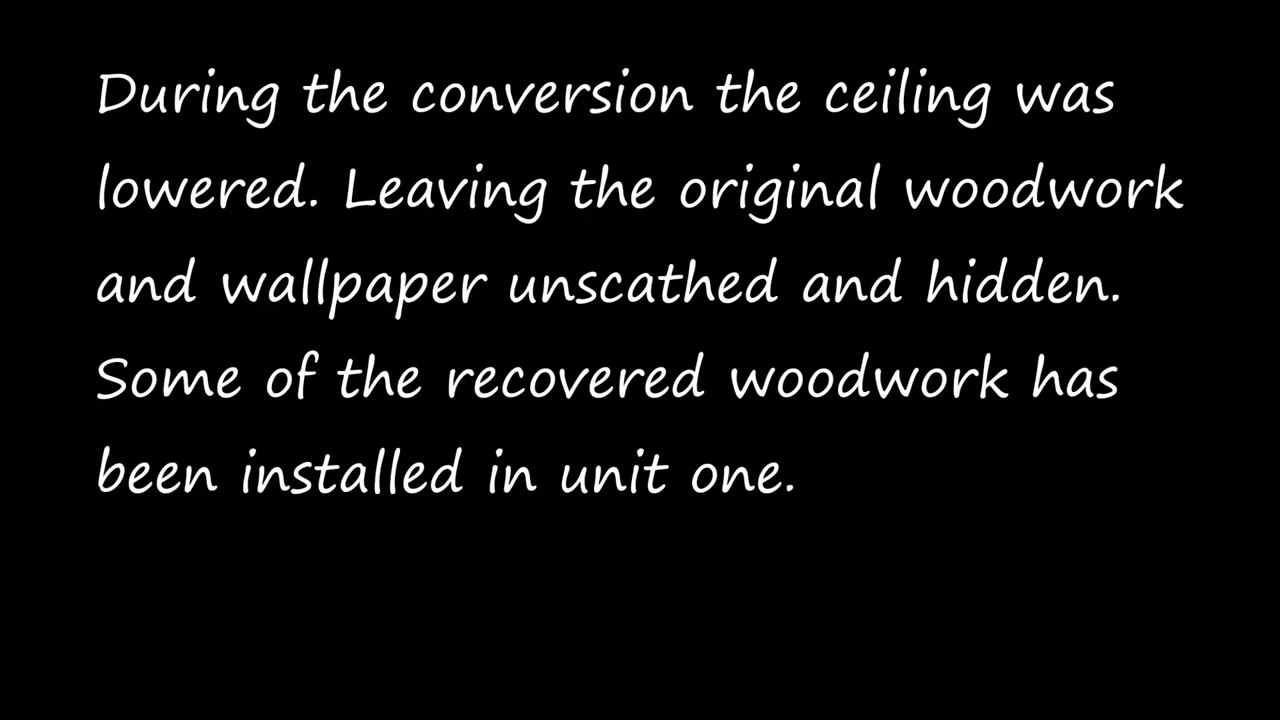 During the conversion the ceiling was
lowered. Leaving the original woodwork
and wallpaper unscathed and hidden.
Some of the recovered woodwork has
been installed in unit one.